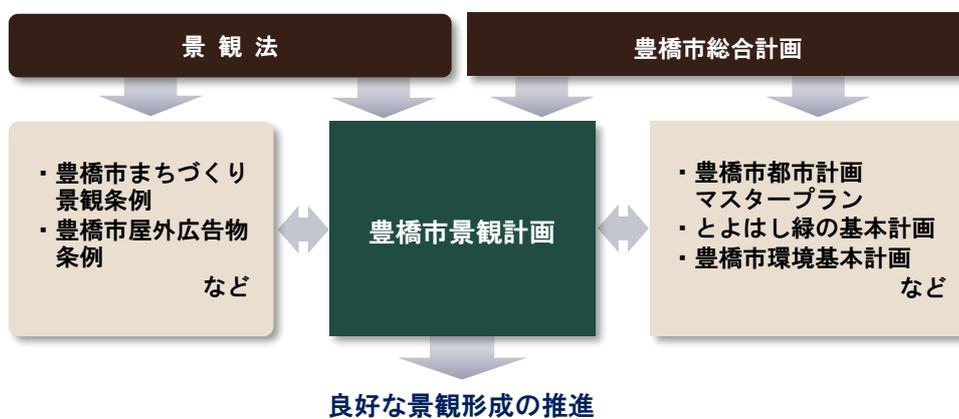 景観法
豊橋市総合計画
・豊橋市まちづくり
景観条例
・豊橋市屋外広告物
条例
など
豊橋市景観計画
・豊橋市都市計画
マスタープラン
・とよはし緑の基本計画
・豊橋市環境基本計画
など
良好な景観形成の推進